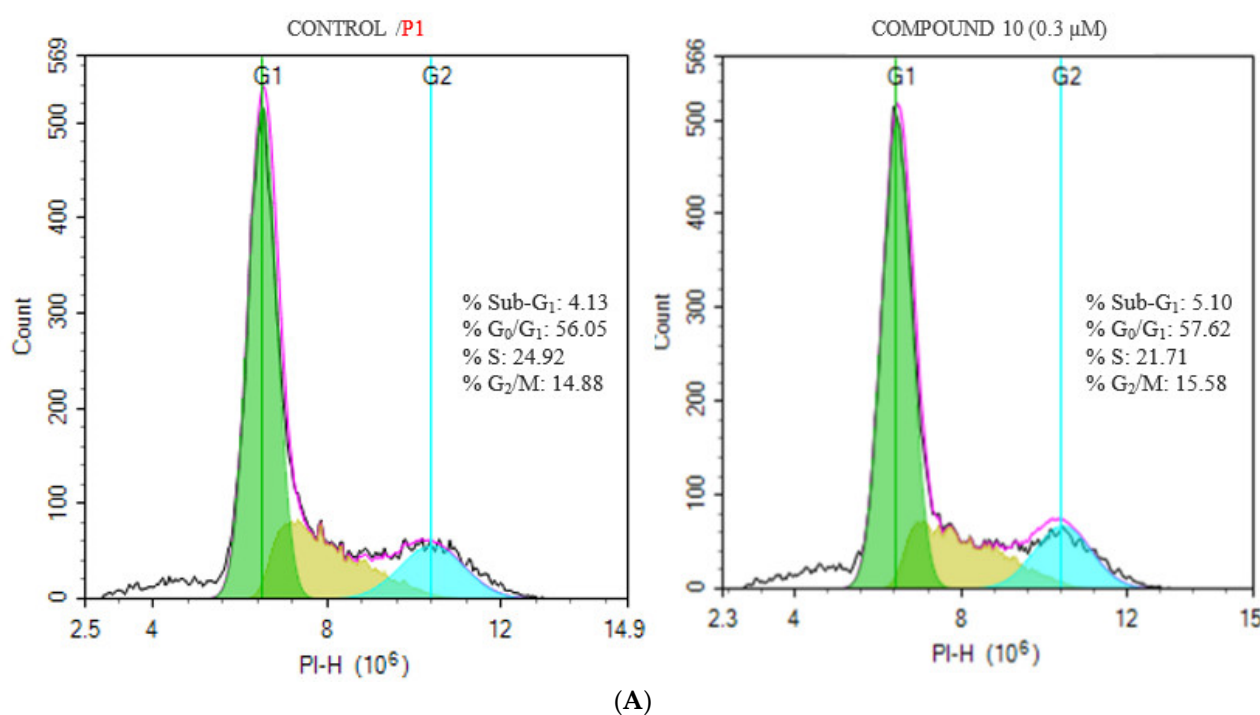 CONTROL /P1
569
G1
G2
500
400
300
200
100
0
Count
% Sub-G₁: 4.13
% G₀/G₁: 56.05
% S: 24.92
% G₂/M: 14.88
2.5
4
8
12
14.9
PI-H (10⁶)
COMPOUND 10 (0.3 µM)
566
G1
G2
500
400
300
200
100
0
Count
% Sub-G₁: 5.10
% G₀/G₁: 57.62
% S: 21.71
% G₂/M: 15.58
2.3
4
8
12
15
PI-H (10⁶)
(A)